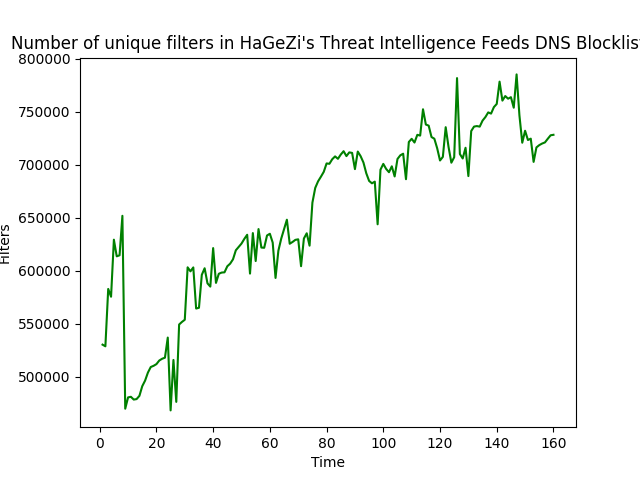 Number of unique filters in HaGeZi's Threat Intelligence Feeds DNS Blocklist
800000
750000
700000
650000
600000
550000
500000
Filters
0 20 40 60 80 100 120 140 160
Time